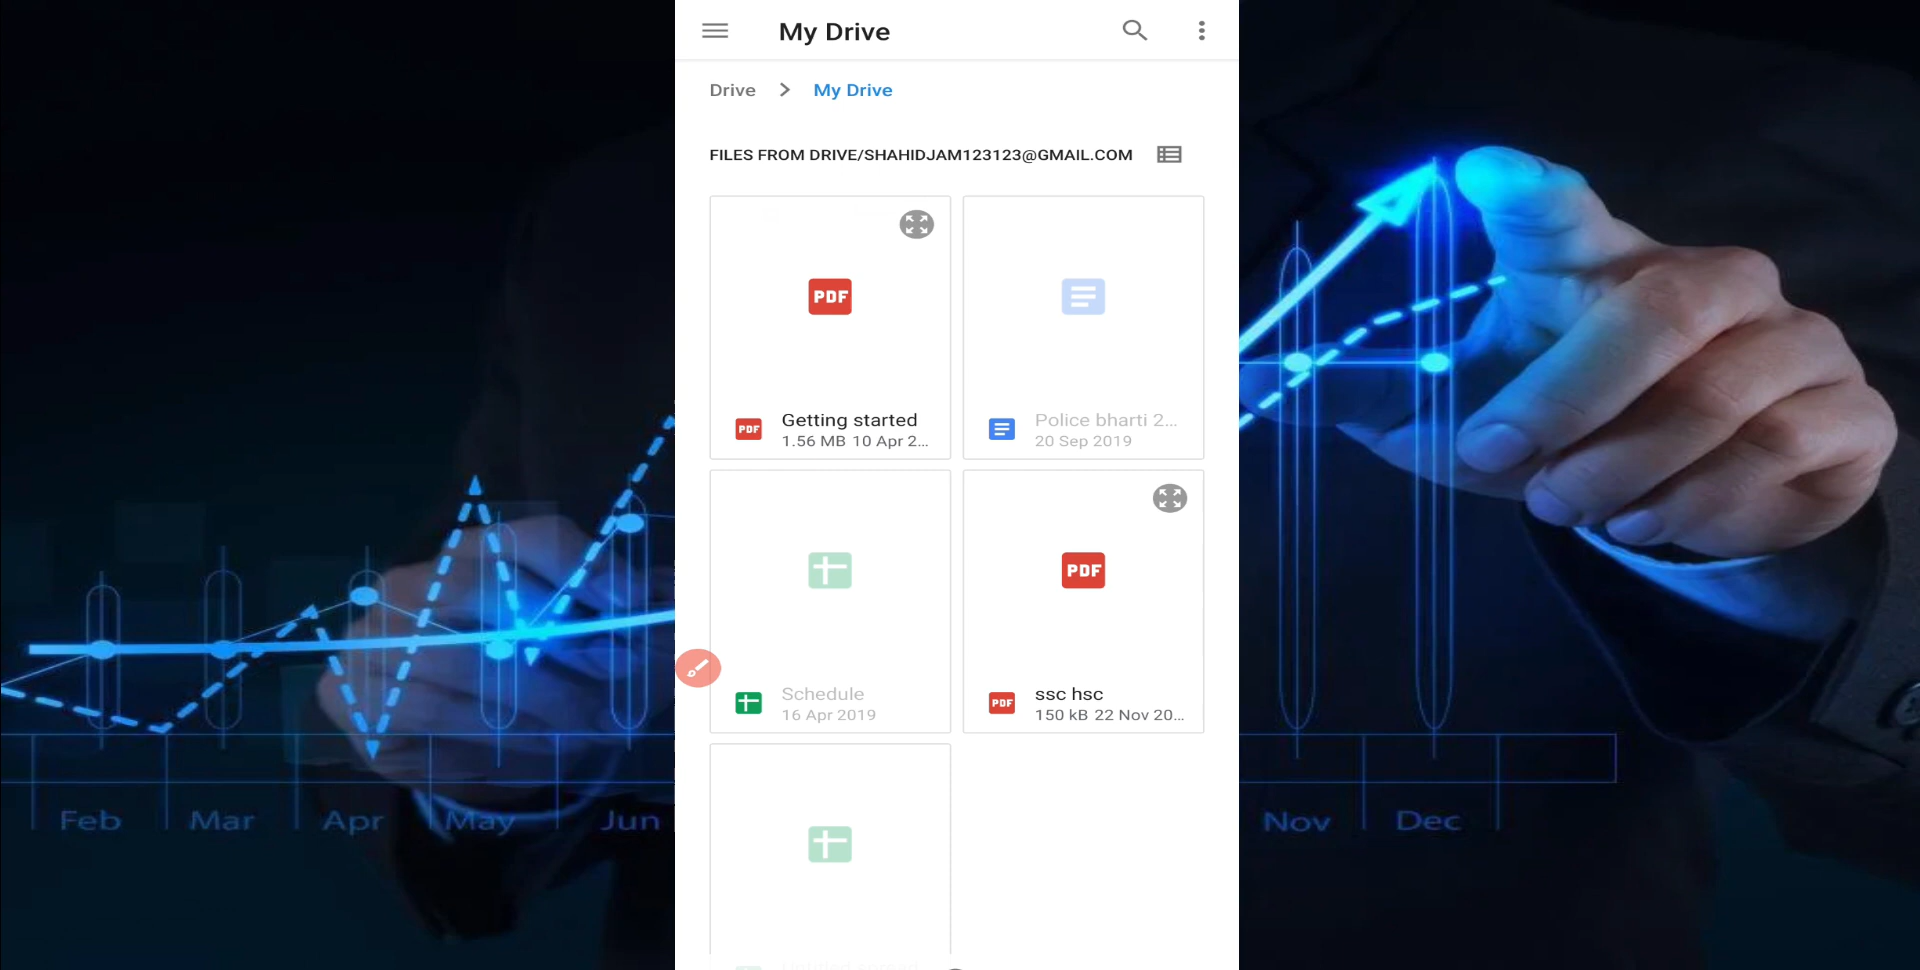 My Drive
Drive > My Drive
FILES FROM DRIVE/SHAHIDJAM123123@GMAIL.COM
PDF
PDF
Getting started
1.56 MB 10 Apr 2...
Police bharti 2...
20 Sep 2019
PDF
Schedule
16 Apr 2019
PDF
ssc hsc
150 kB 22 Nov 20...
Feb
Mar
Apr
May
Jun
Nov
Dec